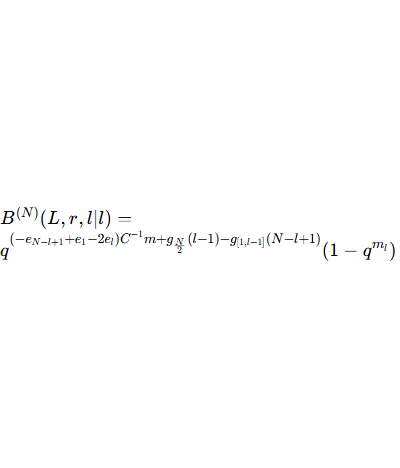 B^{(N)}(L, r, l|l) =
q^{(-e_{N-l+1}+e_1-2e_l)C^{-1}m+g_{\frac{N}{2}}(l-1)-g_{[1,l-1]}(N-l+1)}(1 - q^{m_l})